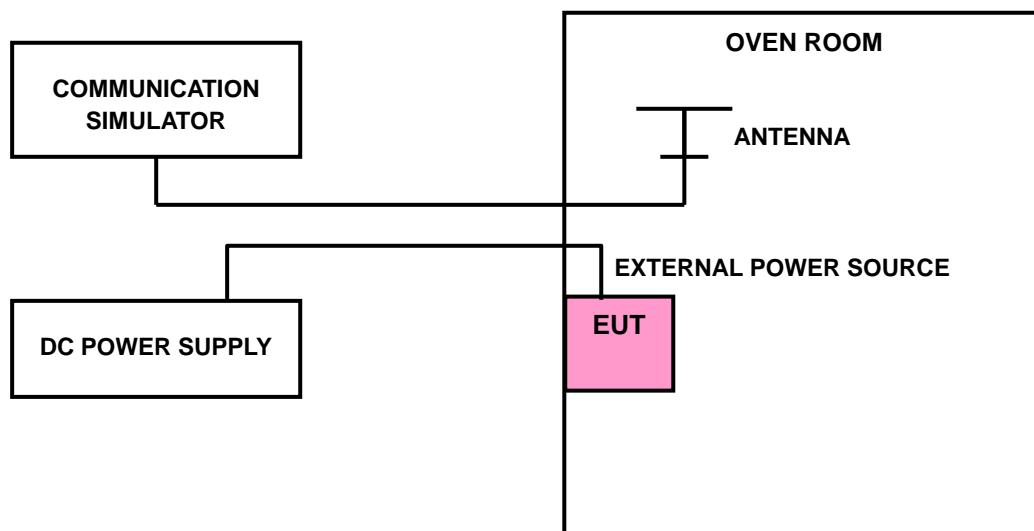 OVEN ROOM
COMMUNICATION
SIMULATOR
ANTENNA
EXTERNAL POWER SOURCE
EUT
DC POWER SUPPLY